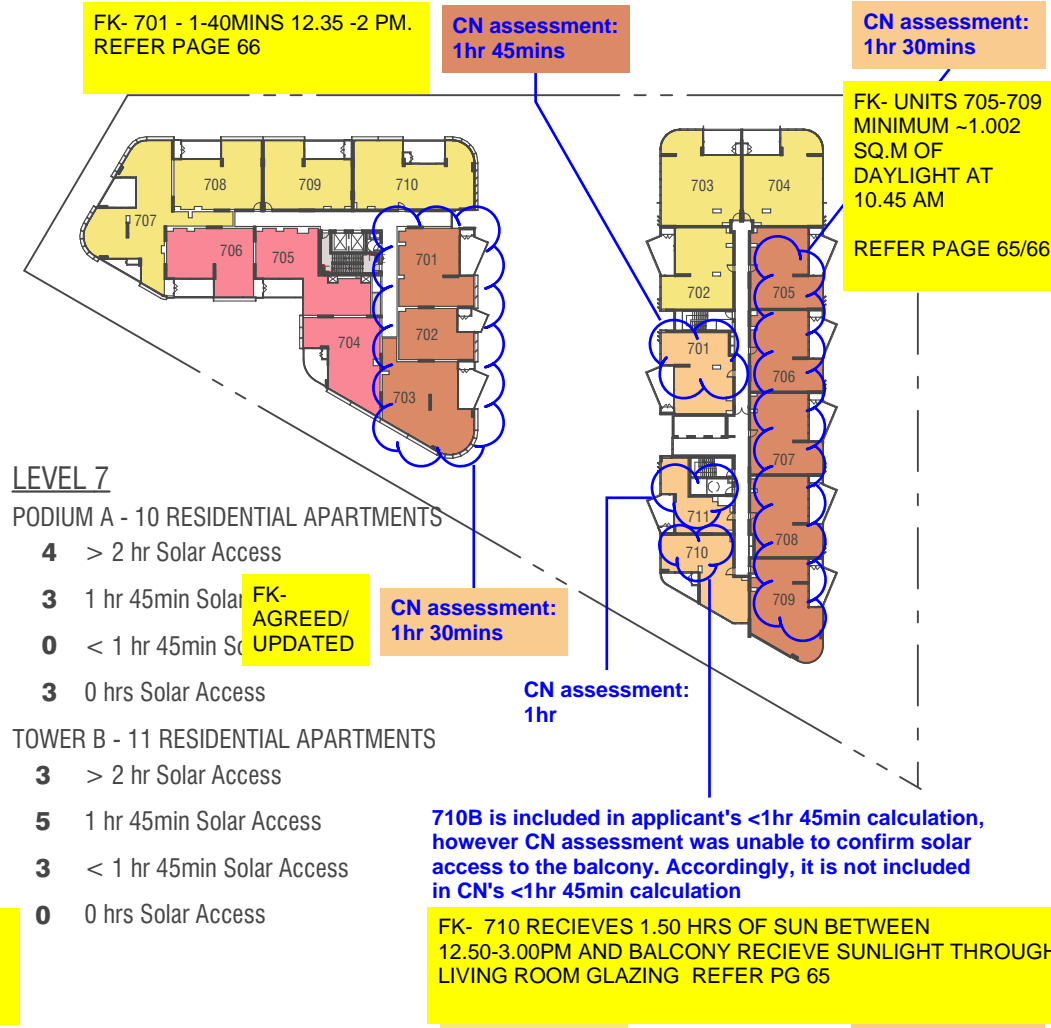 FK- 701 - 1-40MINS 12.35 -2 PM.
REFER PAGE 66
CN assessment:
1hr 45mins
CN assessment:
1hr 30mins
FK- UNITS 705-709
MINIMUM ~1.002
SQ.M OF
DAYLIGHT AT
10.45 AM
REFER PAGE 65/66
708
709
710
707
706
705
701
702
704
703
703
704
702
705
701
706
707
711
708
710
709
LEVEL 7
PODIUM A - 10 RESIDENTIAL APARTMENTS
4 > 2 hr Solar Access
3 1 hr 45min Solar
0 < 1 hr 45min So
3 0 hrs Solar Access
FK-
AGREED/
UPDATED
CN assessment:
1hr 30mins
CN assessment:
1hr
TOWER B - 11 RESIDENTIAL APARTMENTS
3 > 2 hr Solar Access
5 1 hr 45min Solar Access
3 < 1 hr 45min Solar Access
0 0 hrs Solar Access
710B is included in applicant's <1hr 45min calculation,
however CN assessment was unable to confirm solar
access to the balcony. Accordingly, it is not included
in CN's <1hr 45min calculation
FK- 710 RECIEVES 1.50 HRS OF SUN BETWEEN
12.50-3.00PM AND BALCONY RECIEVE SUNLIGHT THROUGH
LIVING ROOM GLAZING REFER PG 65